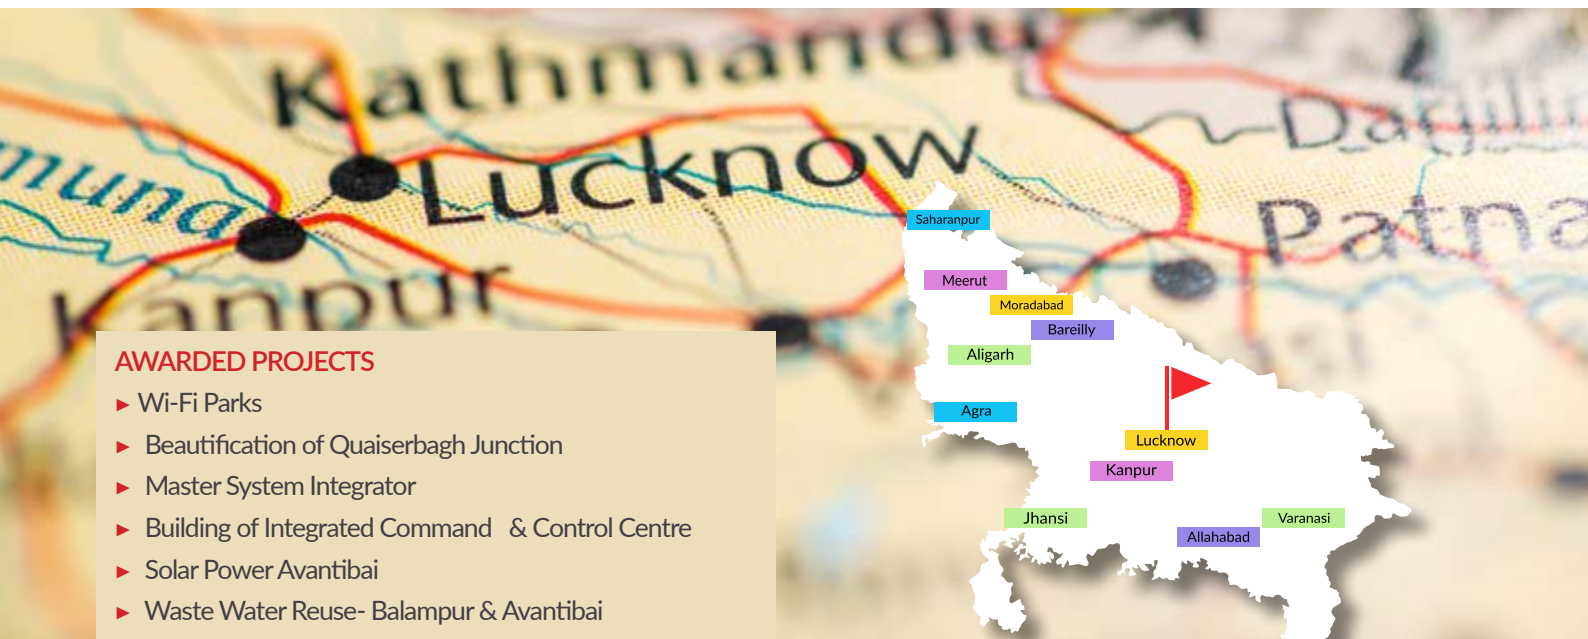 Kathmandu
Darjilin
muna
Lucknow
Patna
Kanpur
Saharanpur
Meerut
Moradabad
Bareilly
Aligarh
Agra
Lucknow
Kanpur
Jhansi
Varanasi
Allahabad
AWARDED PROJECTS
► Wi-Fi Parks
► Beautification of Quaiserbagh Junction
► Master System Integrator
► Building of Integrated Command & Control Centre
► Solar Power Avantibai
► Waste Water Reuse- Balampur & Avantibai